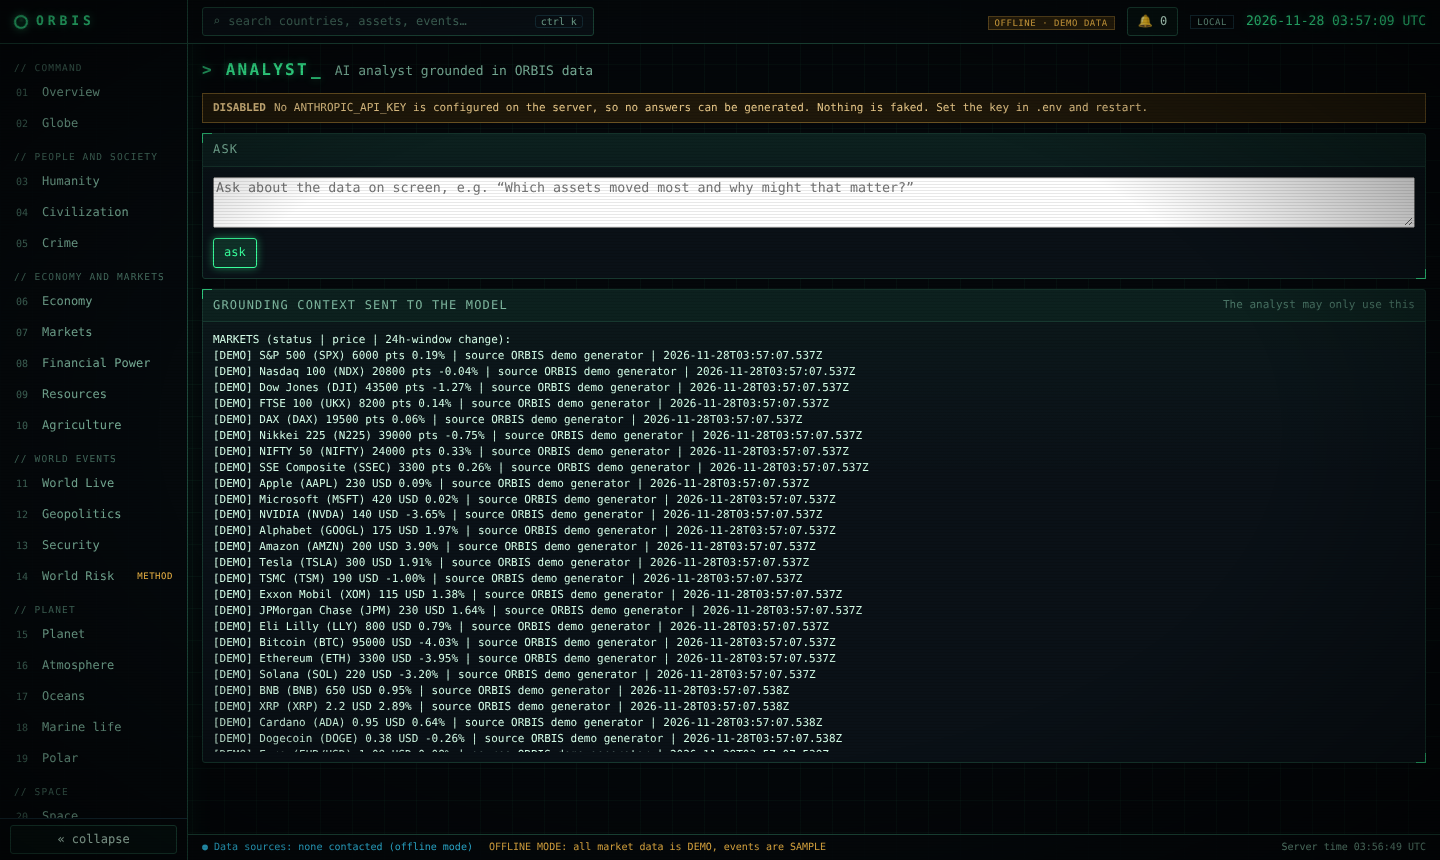 ORBIS
search countries, assets, events…
ctrl k
OFFLINE · DEMO DATA
🔔 0
LOCAL
2026-11-28 03:57:09 UTC
// COMMAND
01 Overview
02 Globe
// PEOPLE AND SOCIETY
03 Humanity
04 Civilization
05 Crime
// ECONOMY AND MARKETS
06 Economy
07 Markets
08 Financial Power
09 Resources
10 Agriculture
// WORLD EVENTS
11 World Live
12 Geopolitics
13 Security
14 World Risk METHOD
// PLANET
15 Planet
16 Atmosphere
17 Oceans
18 Marine life
19 Polar
// SPACE
20 Space
« collapse
> ANALYST_ AI analyst grounded in ORBIS data
DISABLED No ANTHROPIC_API_KEY is configured on the server, so no answers can be generated. Nothing is faked. Set the key in .env and restart.
ASK
Ask about the data on screen, e.g. “Which assets moved most and why might that matter?”
ask
GROUNDING CONTEXT SENT TO THE MODEL
The analyst may only use this
MARKETS (status | price | 24h-window change):
[DEMO] S&P 500 (SPX) 6000 pts 0.19% | source ORBIS demo generator | 2026-11-28T03:57:07.537Z
[DEMO] Nasdaq 100 (NDX) 20800 pts -0.04% | source ORBIS demo generator | 2026-11-28T03:57:07.537Z
[DEMO] Dow Jones (DJI) 43500 pts -1.27% | source ORBIS demo generator | 2026-11-28T03:57:07.537Z
[DEMO] FTSE 100 (UKX) 8200 pts 0.14% | source ORBIS demo generator | 2026-11-28T03:57:07.537Z
[DEMO] DAX (DAX) 19500 pts 0.06% | source ORBIS demo generator | 2026-11-28T03:57:07.537Z
[DEMO] Nikkei 225 (N225) 39000 pts -0.75% | source ORBIS demo generator | 2026-11-28T03:57:07.537Z
[DEMO] NIFTY 50 (NIFTY) 24000 pts 0.33% | source ORBIS demo generator | 2026-11-28T03:57:07.537Z
[DEMO] SSE Composite (SSEC) 3300 pts 0.26% | source ORBIS demo generator | 2026-11-28T03:57:07.537Z
[DEMO] Apple (AAPL) 230 USD 0.09% | source ORBIS demo generator | 2026-11-28T03:57:07.537Z
[DEMO] Microsoft (MSFT) 420 USD 0.02% | source ORBIS demo generator | 2026-11-28T03:57:07.537Z
[DEMO] NVIDIA (NVDA) 140 USD -3.65% | source ORBIS demo generator | 2026-11-28T03:57:07.537Z
[DEMO] Alphabet (GOOGL) 175 USD 1.97% | source ORBIS demo generator | 2026-11-28T03:57:07.537Z
[DEMO] Amazon (AMZN) 200 USD 3.90% | source ORBIS demo generator | 2026-11-28T03:57:07.537Z
[DEMO] Tesla (TSLA) 300 USD 1.91% | source ORBIS demo generator | 2026-11-28T03:57:07.537Z
[DEMO] TSMC (TSM) 190 USD -1.00% | source ORBIS demo generator | 2026-11-28T03:57:07.537Z
[DEMO] Exxon Mobil (XOM) 115 USD 1.38% | source ORBIS demo generator | 2026-11-28T03:57:07.537Z
[DEMO] JPMorgan Chase (JPM) 230 USD 1.64% | source ORBIS demo generator | 2026-11-28T03:57:07.537Z
[DEMO] Eli Lilly (LLY) 800 USD 0.79% | source ORBIS demo generator | 2026-11-28T03:57:07.537Z
[DEMO] Bitcoin (BTC) 95000 USD -4.03% | source ORBIS demo generator | 2026-11-28T03:57:07.537Z
[DEMO] Ethereum (ETH) 3300 USD -3.95% | source ORBIS demo generator | 2026-11-28T03:57:07.537Z
[DEMO] Solana (SOL) 220 USD -3.20% | source ORBIS demo generator | 2026-11-28T03:57:07.537Z
[DEMO] BNB (BNB) 650 USD 0.95% | source ORBIS demo generator | 2026-11-28T03:57:07.538Z
[DEMO] XRP (XRP) 2.2 USD 2.89% | source ORBIS demo generator | 2026-11-28T03:57:07.538Z
[DEMO] Cardano (ADA) 0.95 USD 0.64% | source ORBIS demo generator | 2026-11-28T03:57:07.538Z
[DEMO] Dogecoin (DOGE) 0.38 USD -0.26% | source ORBIS demo generator | 2026-11-28T03:57:07.538Z
● Data sources: none contacted (offline mode)
OFFLINE MODE: all market data is DEMO, events are SAMPLE
Server time 03:56:49 UTC